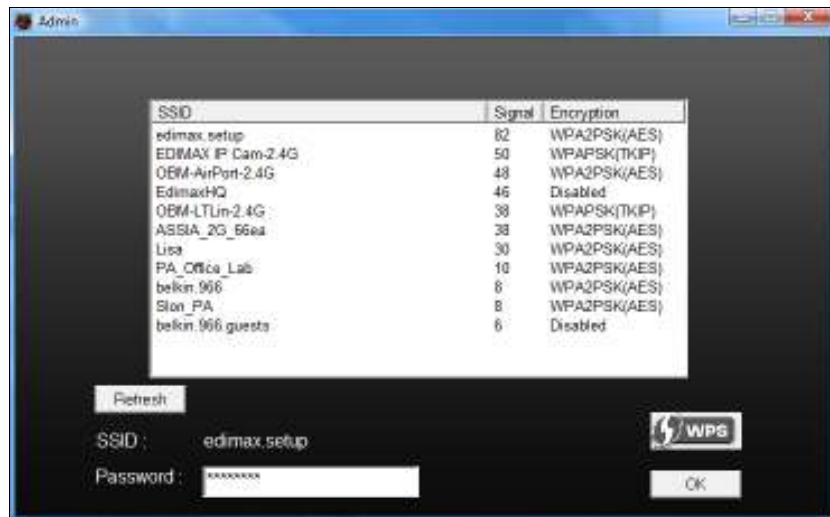 Admin
SSID Signal Encryption
edimax.setup 82 WPA2PSK(AES)
EDIMAX IP Cam-2.4G 50 WPAPSK(TKIP)
OBM-AirPort-2.4G 48 WPA2PSK(AES)
EdimaxHQ 46 Disabled
OBM-LTLin-2.4G 38 WPAPSK(TKIP)
ASSIA_2G_66ea 38 WPA2PSK(AES)
Lisa 30 WPA2PSK(AES)
PA_Office_Lab 10 WPA2PSK(AES)
belkin.966 8 WPA2PSK(AES)
Slon_PA 8 WPA2PSK(AES)
belkin.966.guests 6 Disabled
Refresh
SSID : edimax.setup
WPS
Password : xxxxxxxx
OK